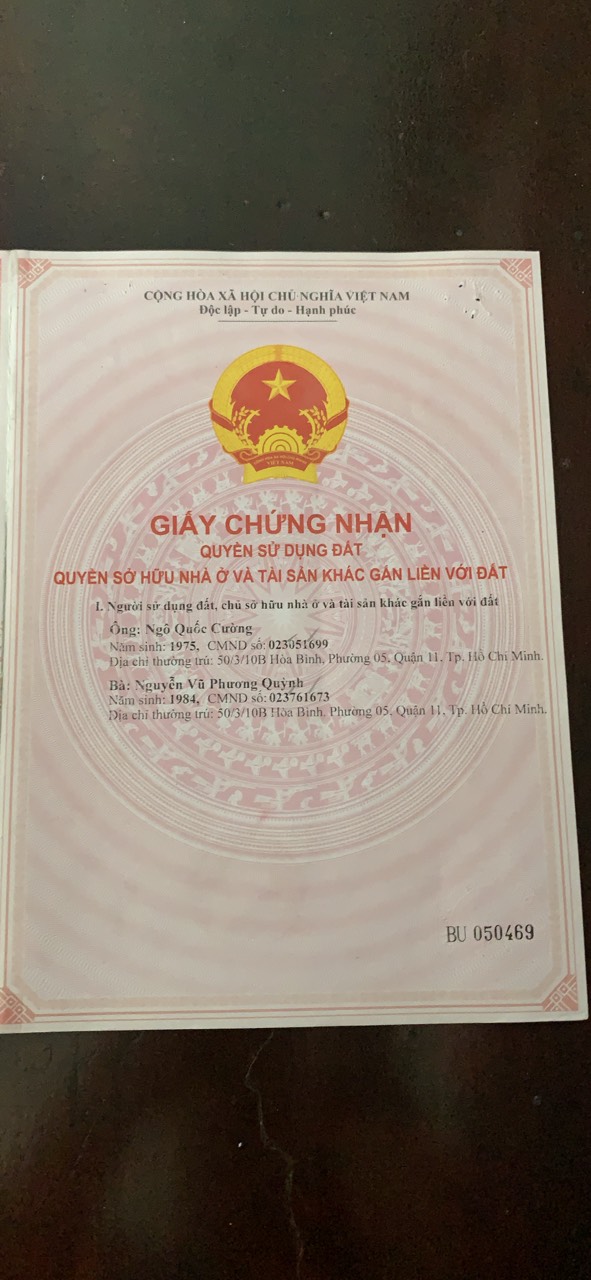 CỘNG HÒA XÃ HỘI CHỦ NGHĨA VIỆT NAM
Độc lập - Tự do - Hạnh phúc
VIỆT NAM
GIẤY CHỨNG NHẬN
QUYỀN SỬ DỤNG ĐẤT
QUYỀN SỞ HỮU NHÀ Ở VÀ TÀI SẢN KHÁC GẮN LIỀN VỚI ĐẤT
I. Người sử dụng đất, chủ sở hữu nhà ở và tài sản khác gắn liền với đất
Ông: Ngô Quốc Cường
Năm sinh: 1975, CMND số: 023051699
Địa chỉ thường trú: 50/3/10B Hòa Bình, Phường 05, Quận 11, Tp. Hồ Chí Minh.
Bà: Nguyễn Vũ Phương Quỳnh
Năm sinh: 1984, CMND số: 023761673
Địa chỉ thường trú: 50/3/10B Hòa Bình, Phường 05, Quận 11, Tp. Hồ Chí Minh.
BU 050469